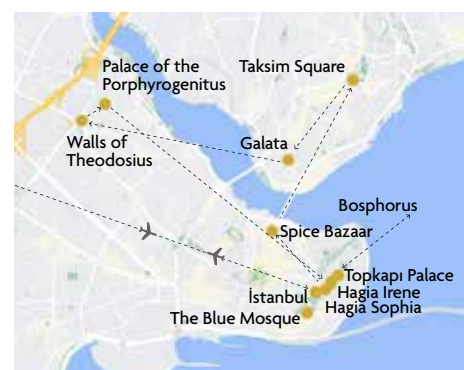 Palace of the
Porphyrogenitus
Taksim Square
Walls of
Theodosius
Galata
Bosphorus
Spice Bazaar
Topkapı Palace
Hagia Irene
İstanbul
Hagia Sophia
The Blue Mosque